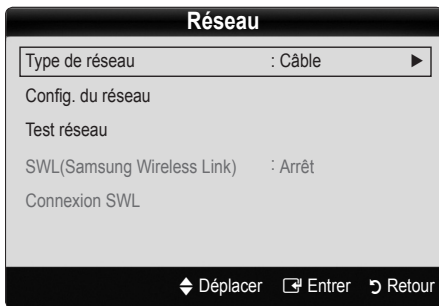 Réseau
Type de réseau : Câble ►
Config. du réseau
Test réseau
SWL(Samsung Wireless Link) : Arrêt
Connexion SWL
Déplacer Entrer Retour